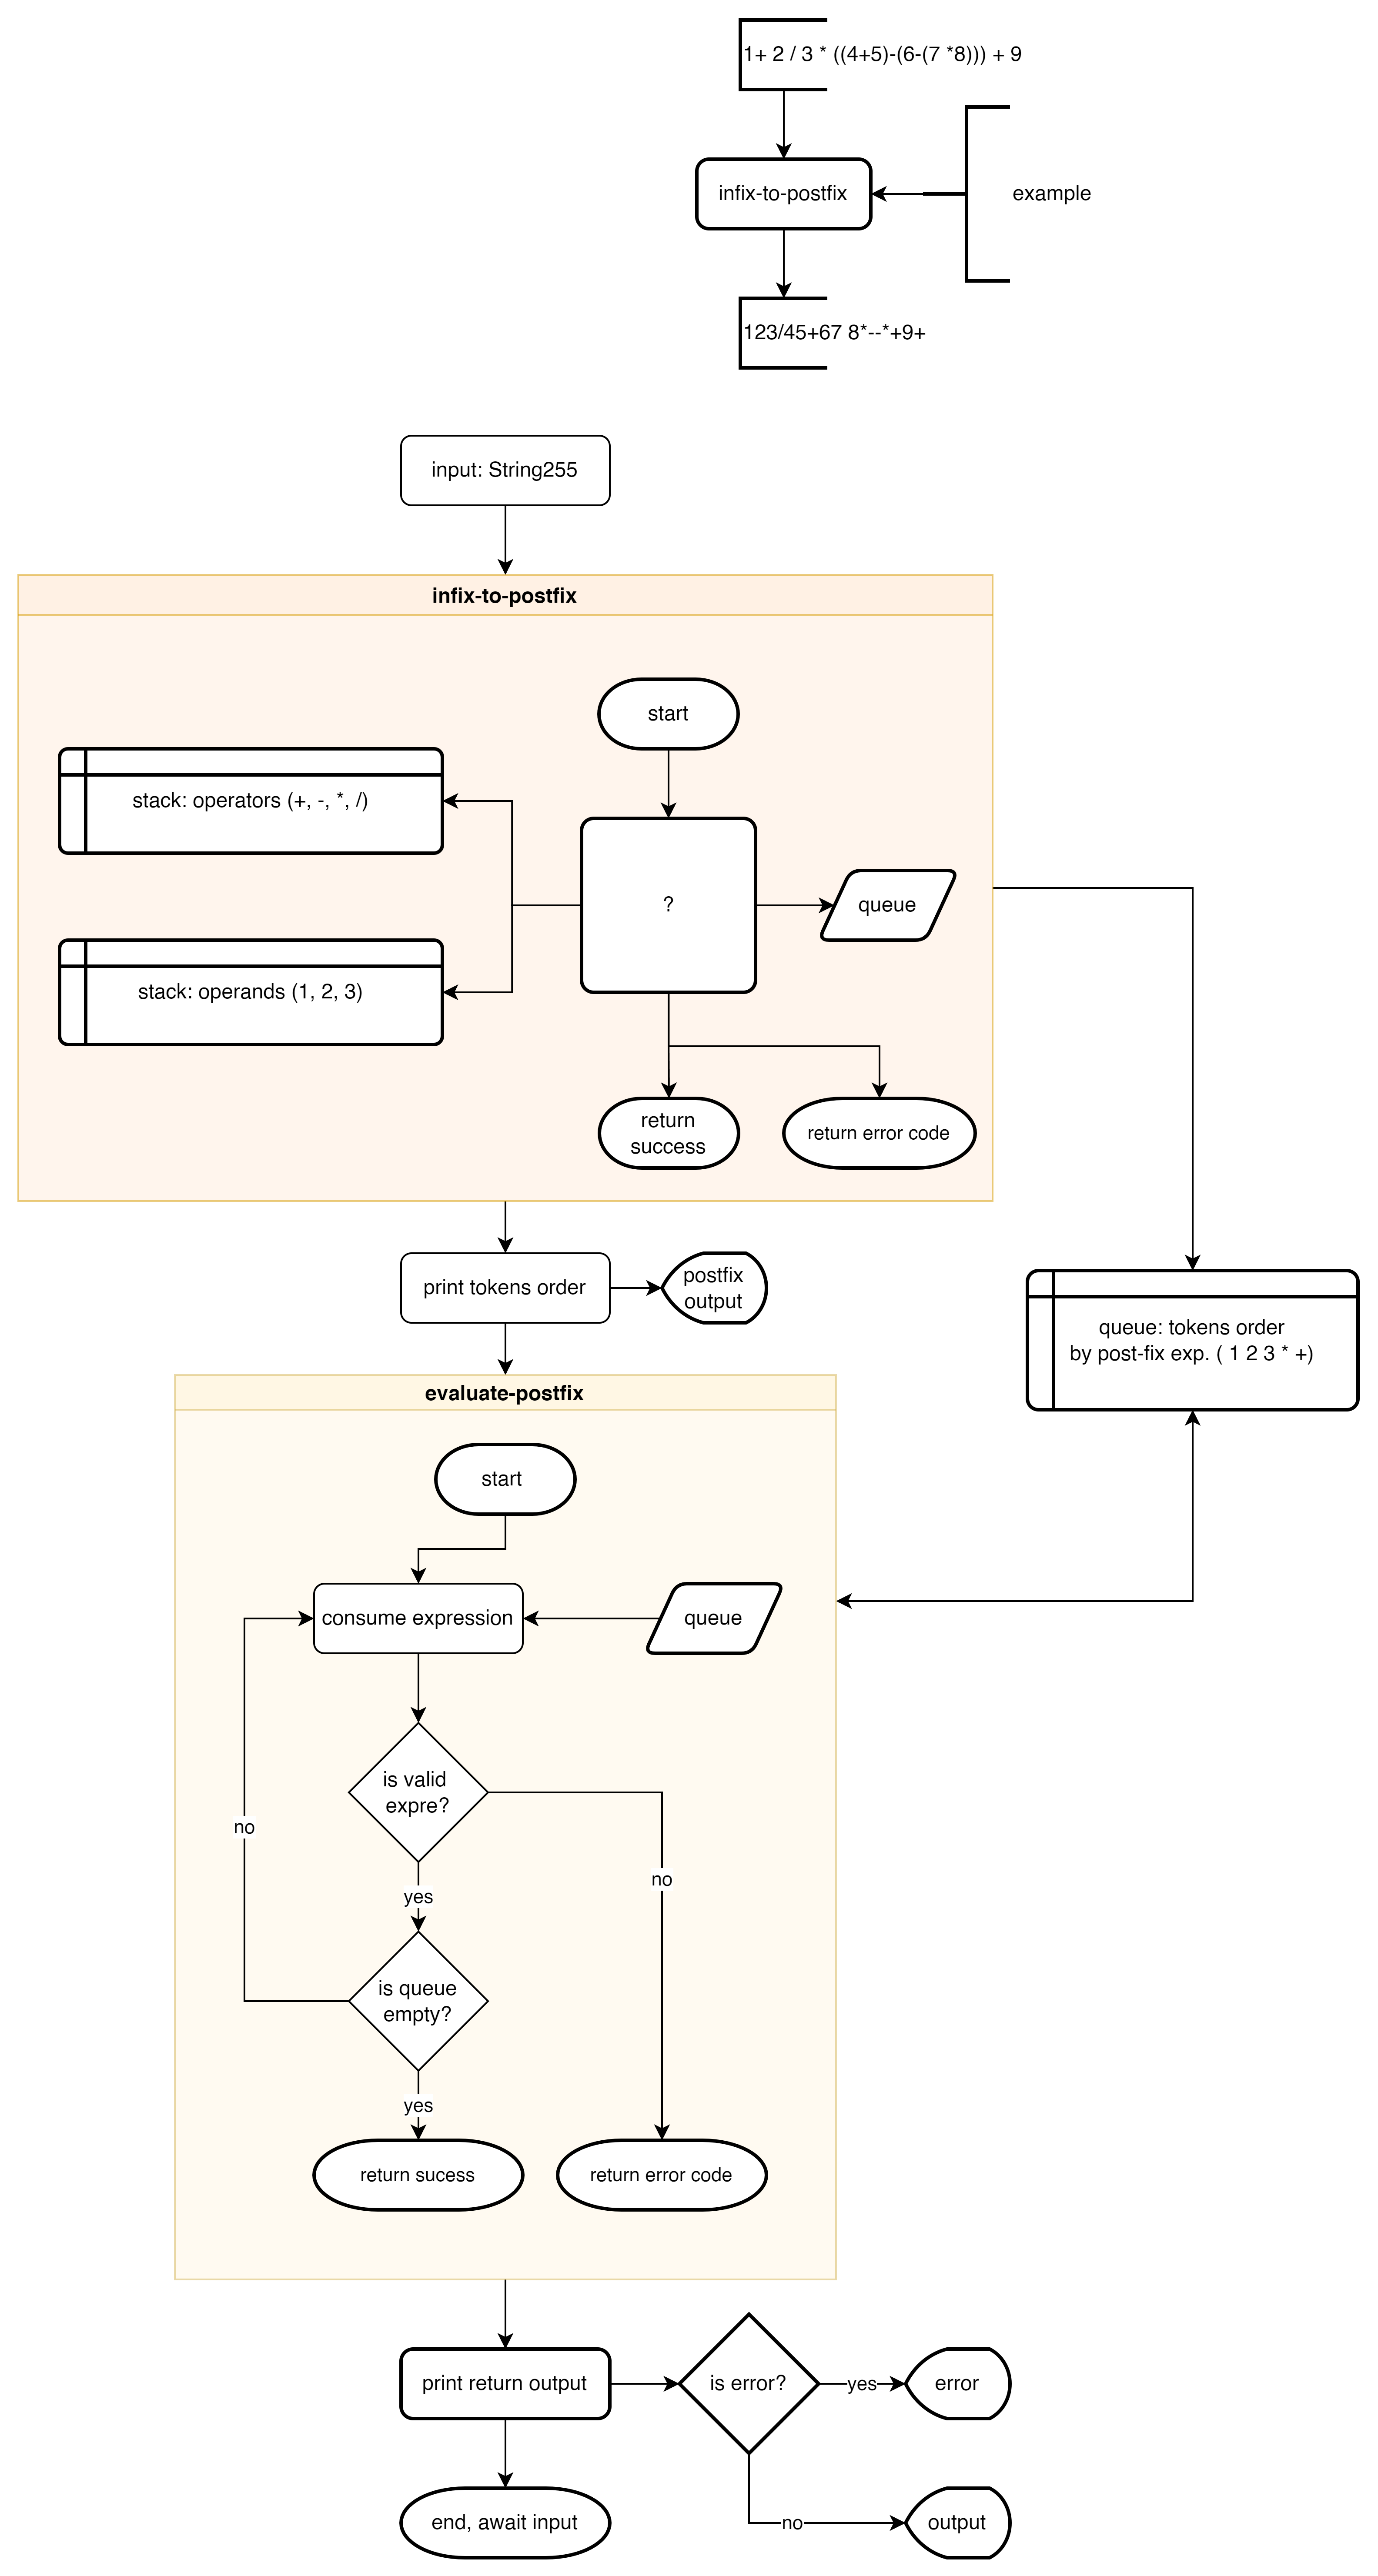 1+ 2 / 3 * ((4+5)-(6-(7 *8))) + 9
infix-to-postfix
example
123/45+67 8*--*+9+
input: String255
infix-to-postfix
start
stack: operators (+, -, *, /)
?
queue
stack: operands (1, 2, 3)
return
success
return error code
print tokens order
postfix
output
queue: tokens order
by post-fix exp. ( 1 2 3 * +)
evaluate-postfix
start
consume expression
queue
is valid
expre?
no
no
yes
is queue
empty?
yes
return sucess
return error code
print return output
is error?
yes
error
end, await input
no
output